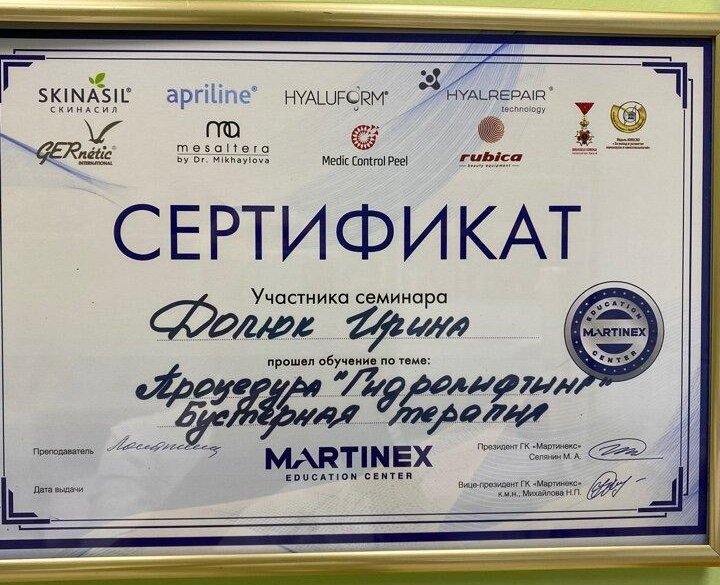 SKINASIL®
СКИНАСИЛ
apriline®
HYALUFORM®
HYALREPAIR®
technology
GERnétic®
INTERNATIONAL
mesaltera
by Dr. Mikhaylova
Medic Control Peel
rubica
beauty equipment
СЕРТИФИКАТ
Участника семинара
Долюк Ирина
прошел обучение по теме:
Процедура "Гидролифтинг"
Бустерная терапия
EDUCATION
MARTINEX
CENTER
Преподаватель
MARTINEX
EDUCATION CENTER
Президент ГК «Мартинекс»
Селянин М. А.
Дата выдачи
Вице-президент ГК «Мартинекс»
к.м.н., Михайлова Н.П.